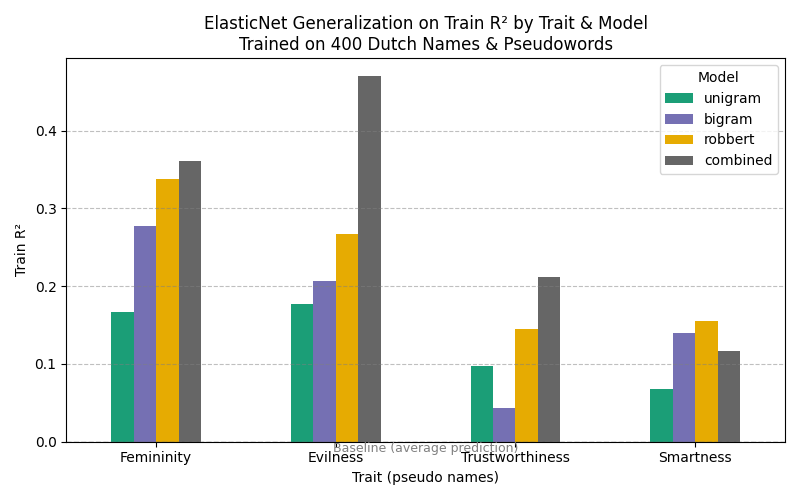 ElasticNet Generalization on Train R² by Trait & Model
Trained on 400 Dutch Names & Pseudowords
Model
unigram
bigram
robbert
combined
Train R²
0.4
0.3
0.2
0.1
0.0
Baseline (average prediction)
Femininity
Evilness
Trustworthiness
Smartness
Trait (pseudo names)